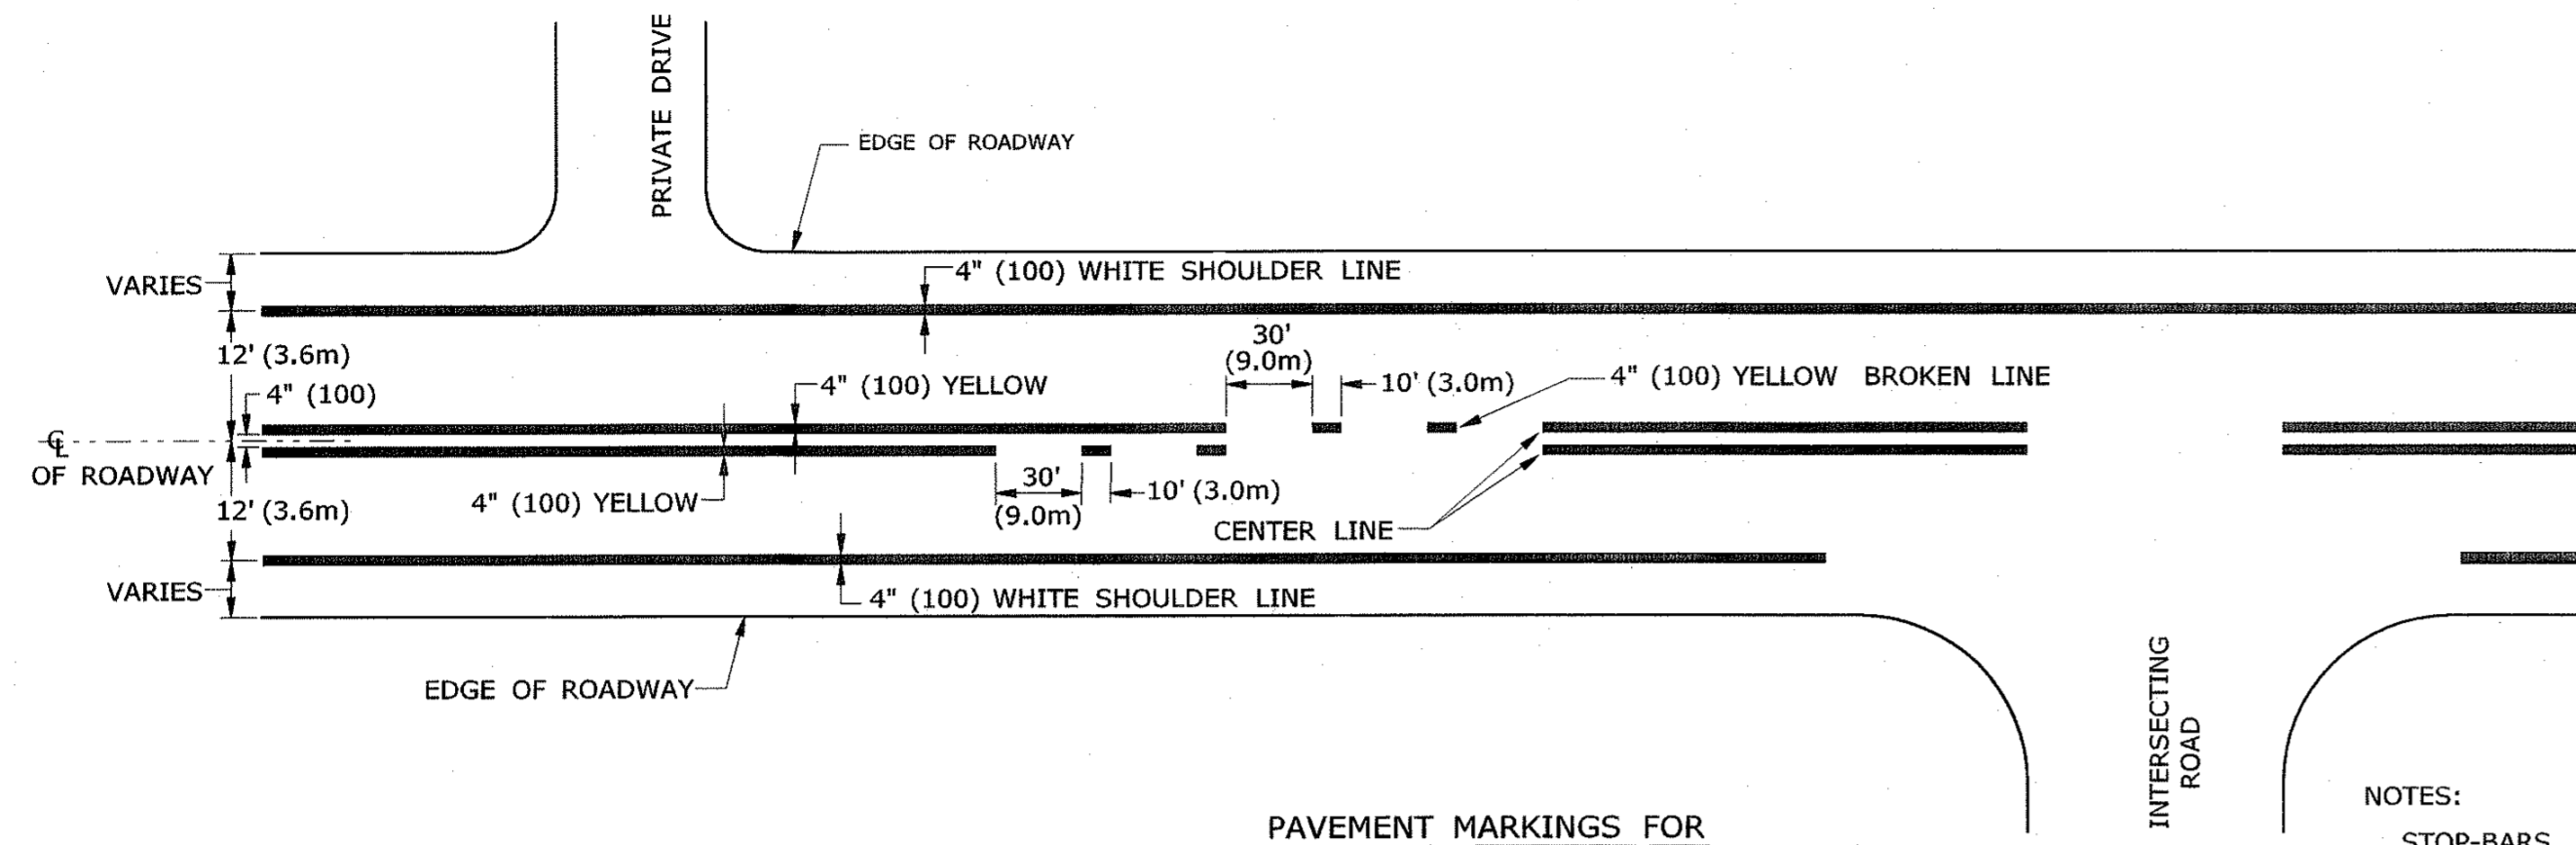 PRIVATE DRIVE
EDGE OF ROADWAY
4" (100) WHITE SHOULDER LINE
VARIES
30'
(9.0m)
12' (3.6m)
10' (3.0m)
4" (100) YELLOW BROKEN LINE
4" (100) YELLOW
4" (100)
℄
OF ROADWAY
30'
(9.0m)
10' (3.0m)
4" (100) YELLOW
12' (3.6m)
CENTER LINE
VARIES
4" (100) WHITE SHOULDER LINE
EDGE OF ROADWAY
INTERSECTING
ROAD
NOTES:
PAVEMENT MARKINGS FOR
STOP-BARS